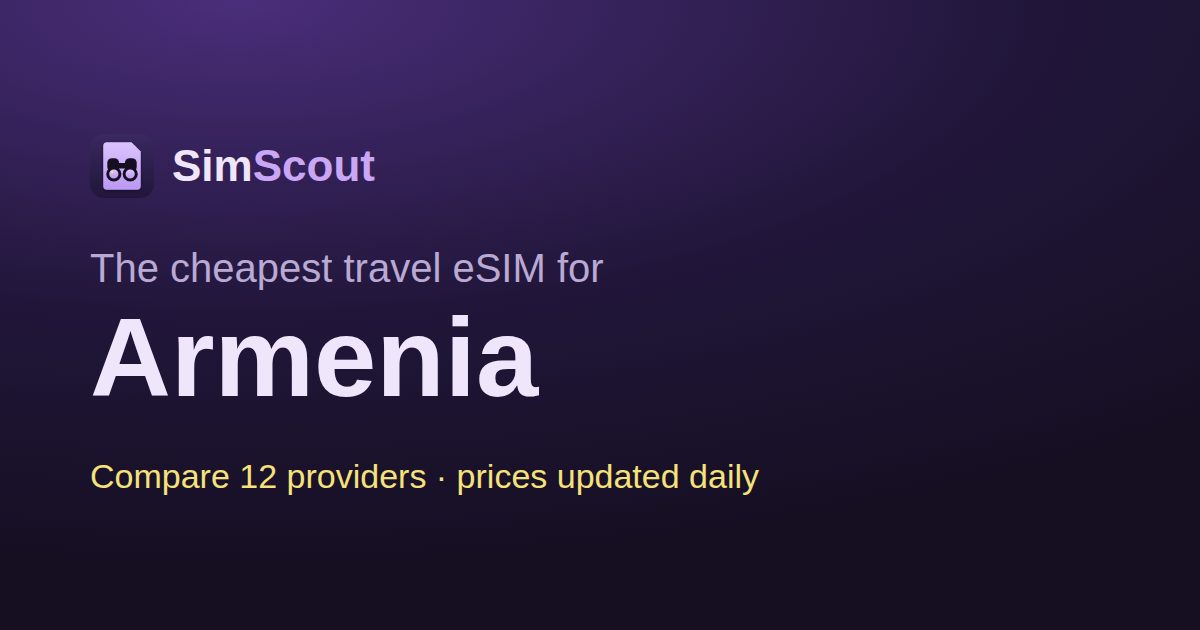 SimScout
The cheapest travel eSIM for
Armenia
Compare 12 providers · prices updated daily